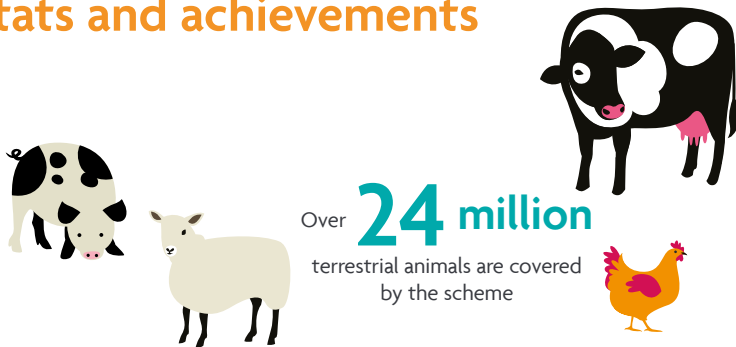 tats and achievements
Over 24 million
terrestrial animals are covered
by the scheme